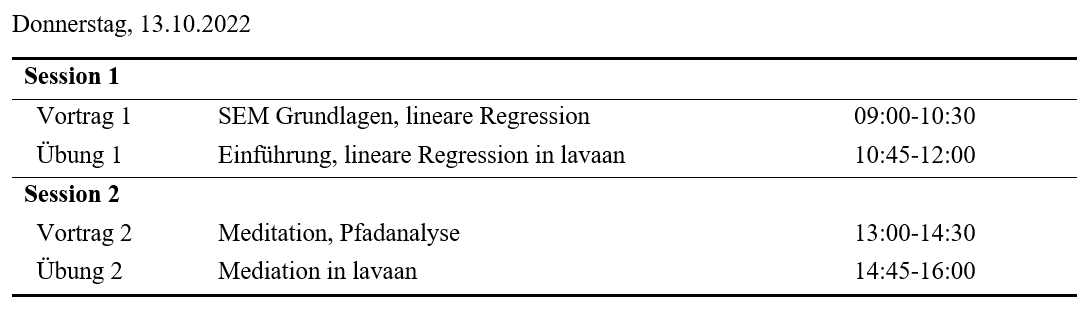 Donnerstag, 13.10.2022
Session 1
Vortrag 1 SEM Grundlagen, lineare Regression 09:00-10:30
Übung 1 Einführung, lineare Regression in lavaan 10:45-12:00
Session 2
Vortrag 2 Meditation, Pfadanalyse 13:00-14:30
Übung 2 Mediation in lavaan 14:45-16:00